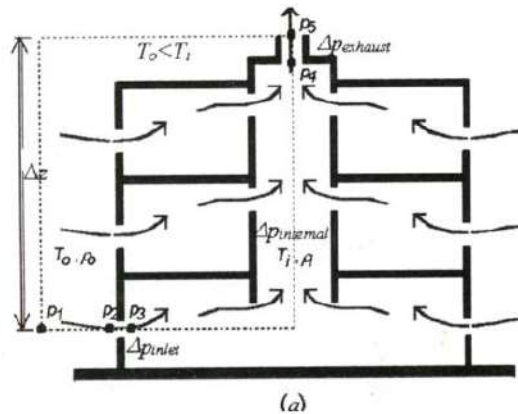 p5
To<Ti
Δpexhaust
p4
Δz
Δpinternal
To, ρo
Ti, ρi
p1
p2
p3
Δpinlet
(a)